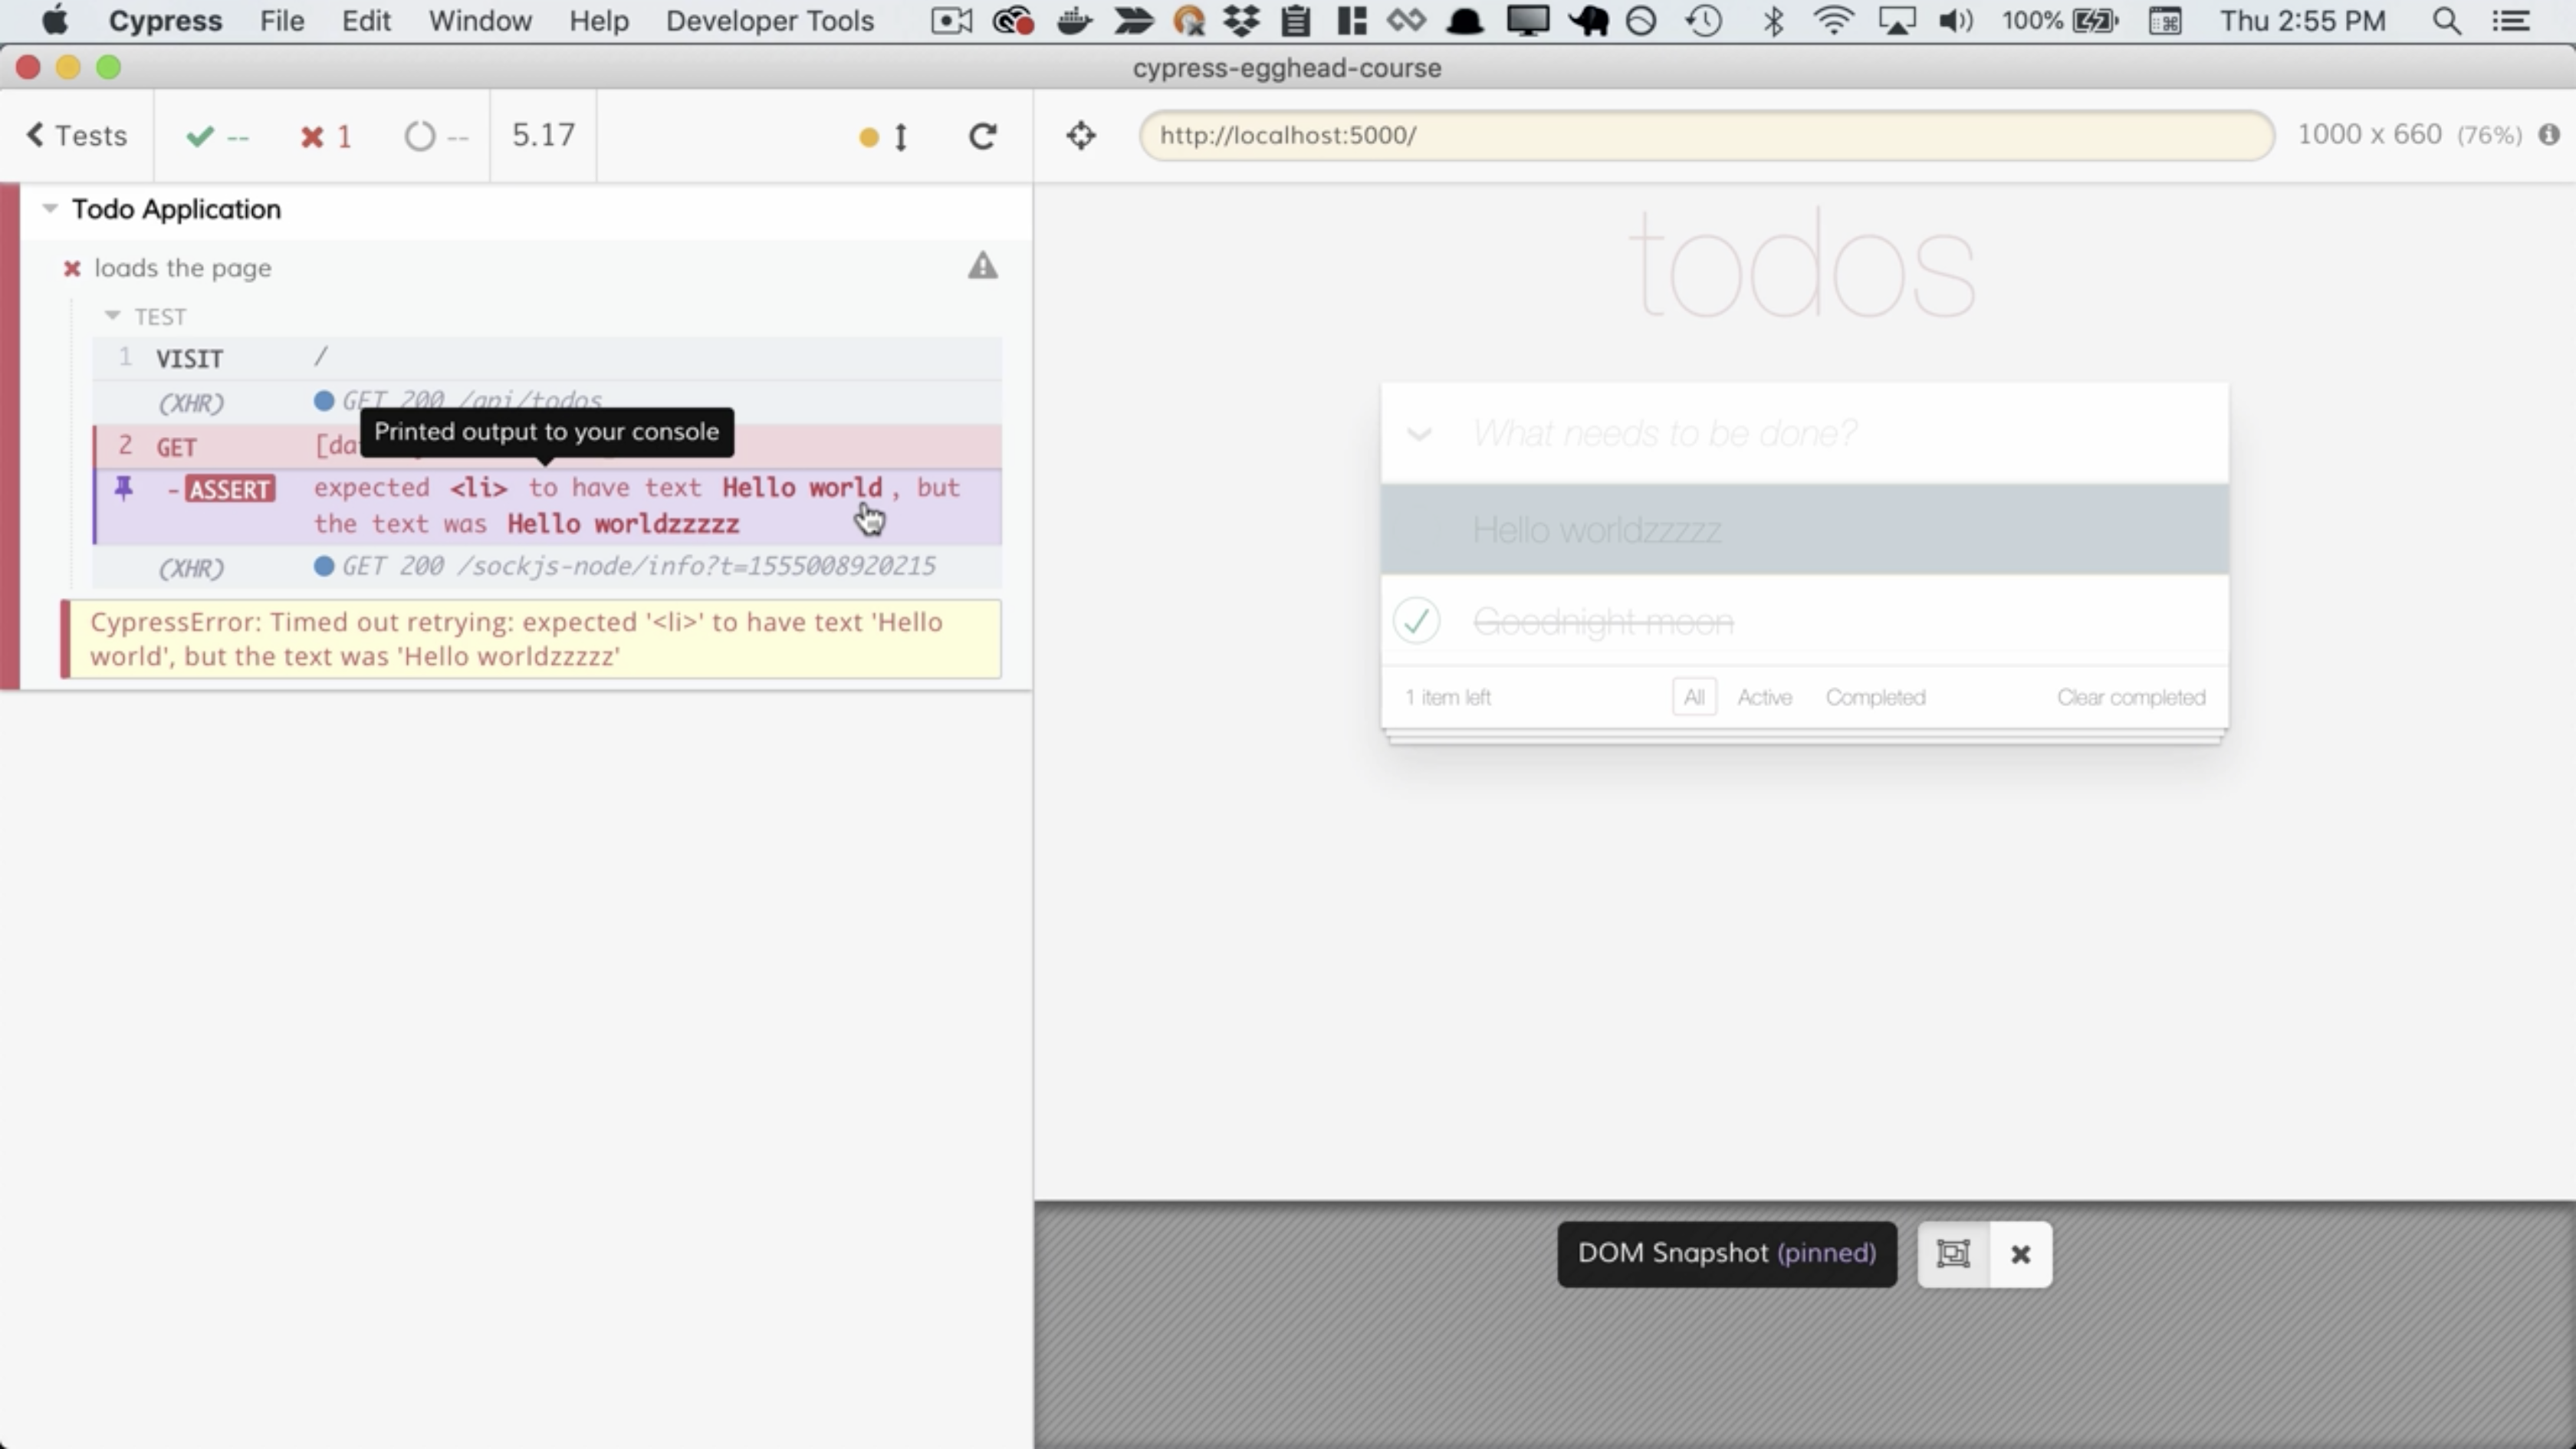 Cypress File Edit Window Help Developer Tools 100% Thu 2:55 PM
cypress-egghead-course
Tests -- 1 -- 5.17
http://localhost:5000/ 1000 x 660 (76%)
Todo Application
loads the page
TEST
1 VISIT /
(XHR) GET 200 /api/todos
Printed output to your console
2 GET [da
- ASSERT expected <li> to have text Hello world , but
the text was Hello worldzzzzz
(XHR) GET 200 /sockjs-node/info?t=1555008920215
CypressError: Timed out retrying: expected '<li>' to have text 'Hello
world', but the text was 'Hello worldzzzzz'
todos
What needs to be done?
Hello worldzzzzz
Goodnight moon
1 item left All Active Completed Clear completed
DOM Snapshot (pinned)